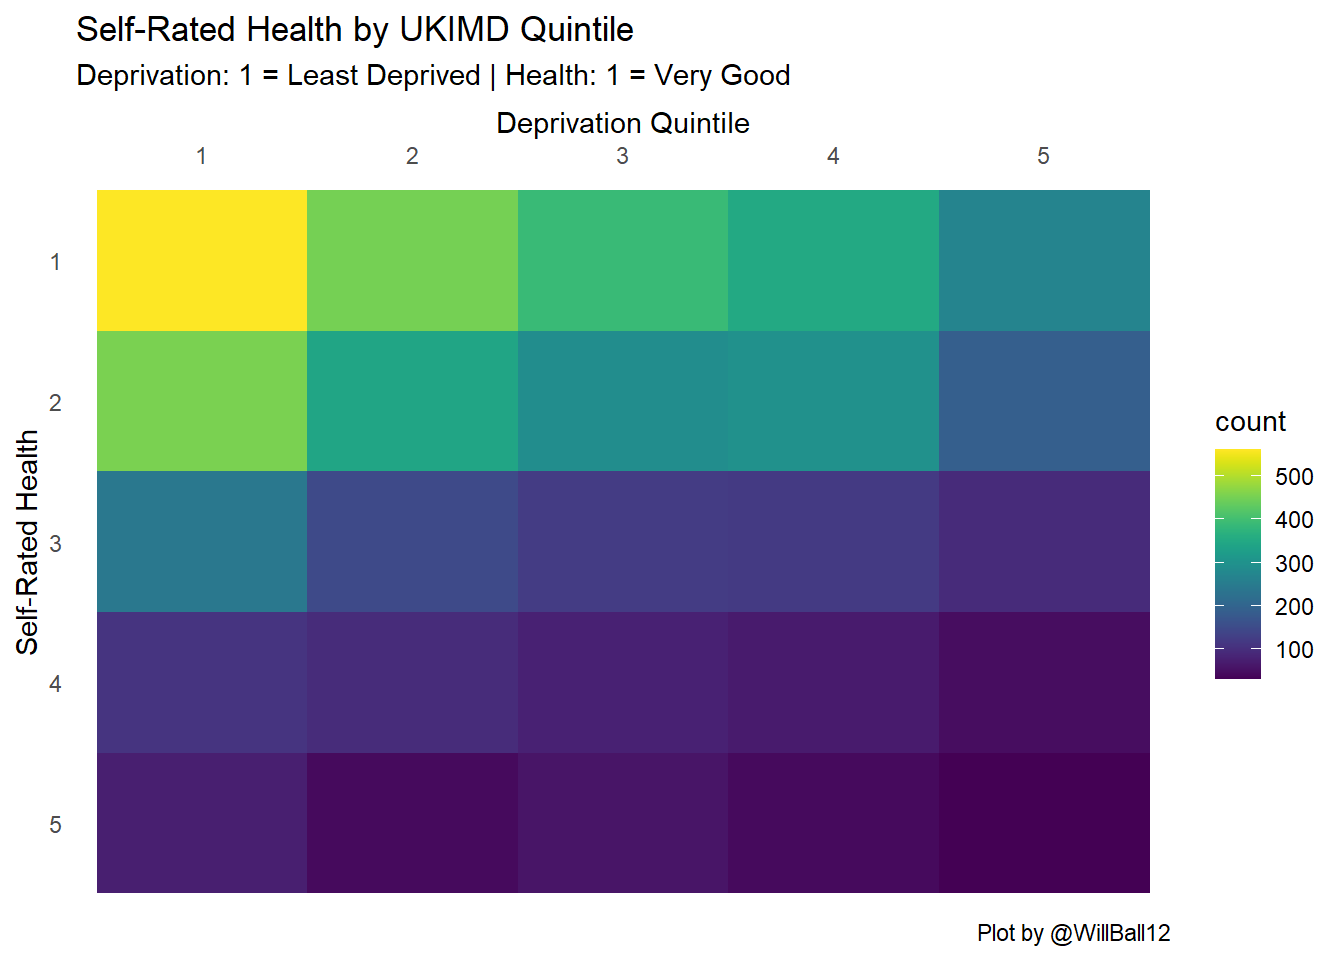 Self-Rated Health by UKIMD Quintile
Deprivation: 1 = Least Deprived | Health: 1 = Very Good
Deprivation Quintile
1 2 3 4 5
Self-Rated Health
1
2
3
4
5
count
500
400
300
200
100
Plot by @WillBall12